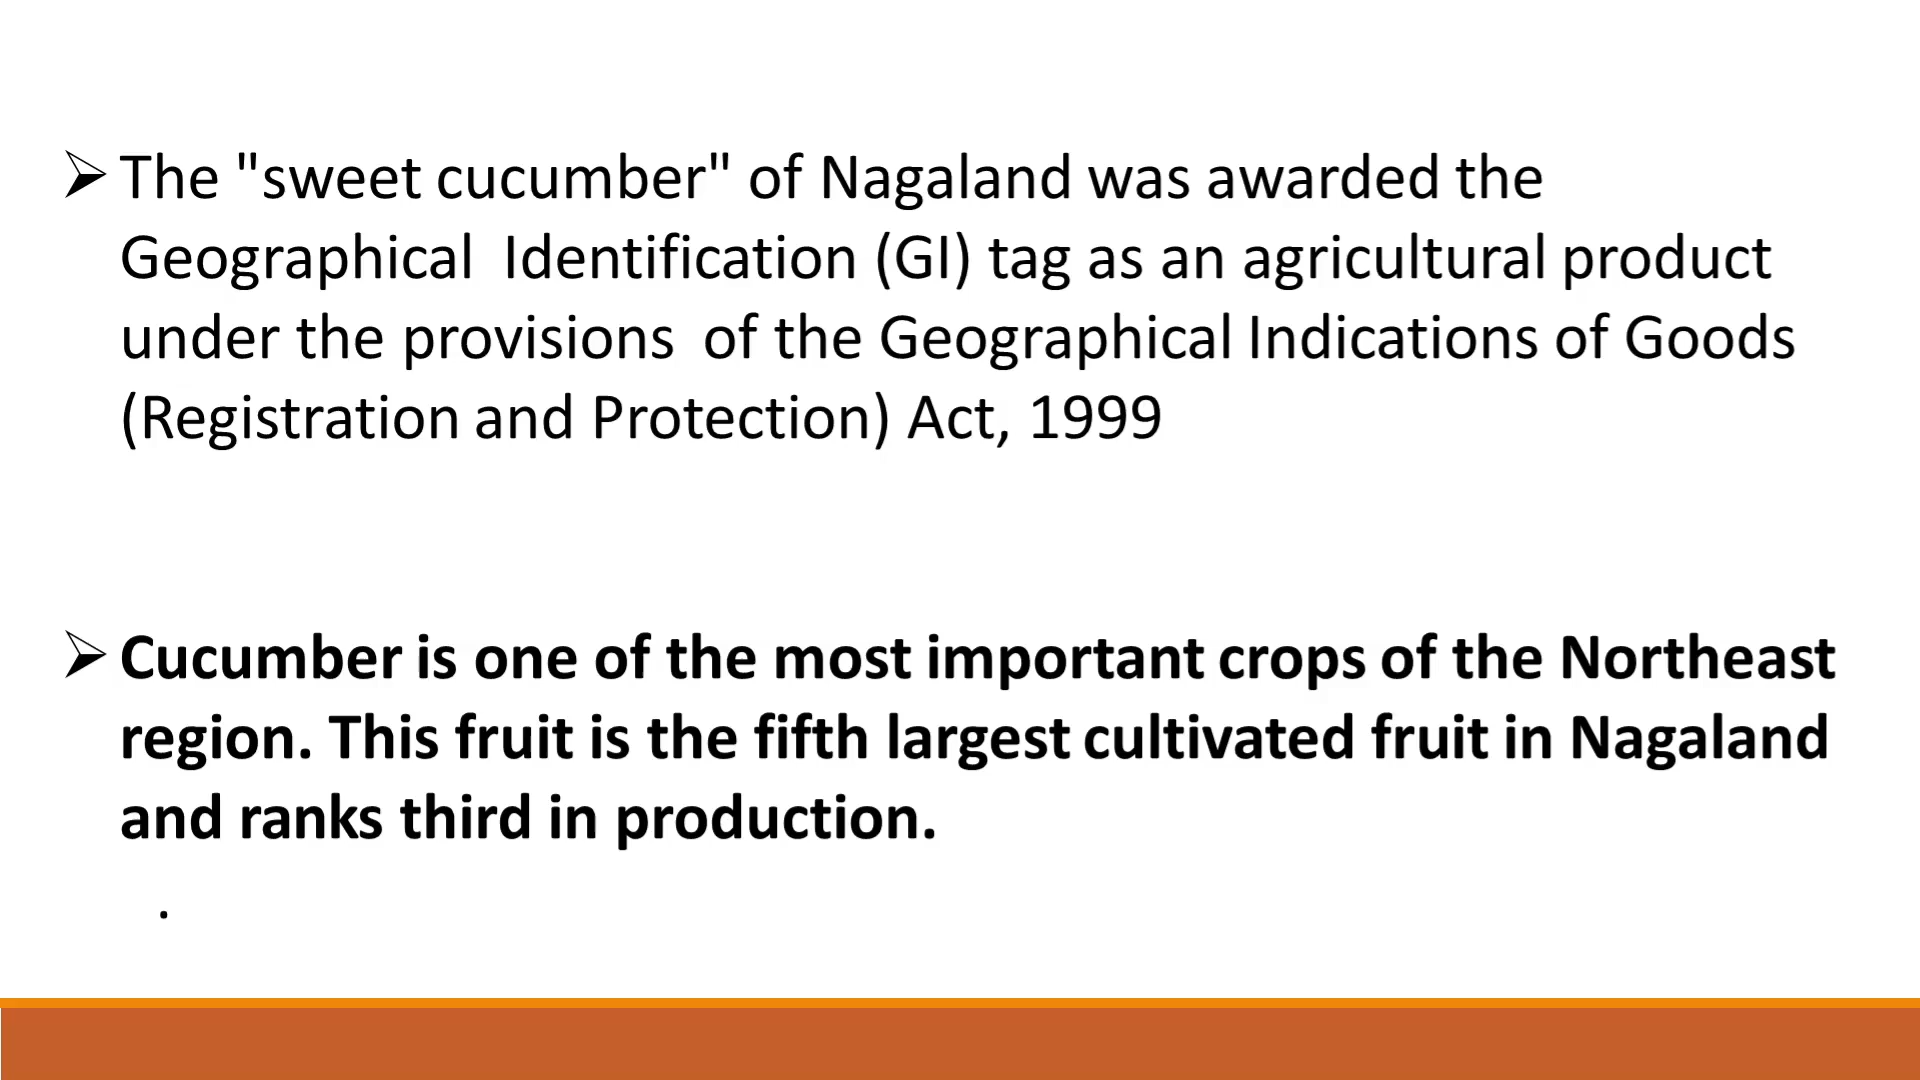 ➢ The "sweet cucumber" of Nagaland was awarded the
Geographical Identification (GI) tag as an agricultural product
under the provisions of the Geographical Indications of Goods
(Registration and Protection) Act, 1999
➢ Cucumber is one of the most important crops of the Northeast
region. This fruit is the fifth largest cultivated fruit in Nagaland
and ranks third in production.
.